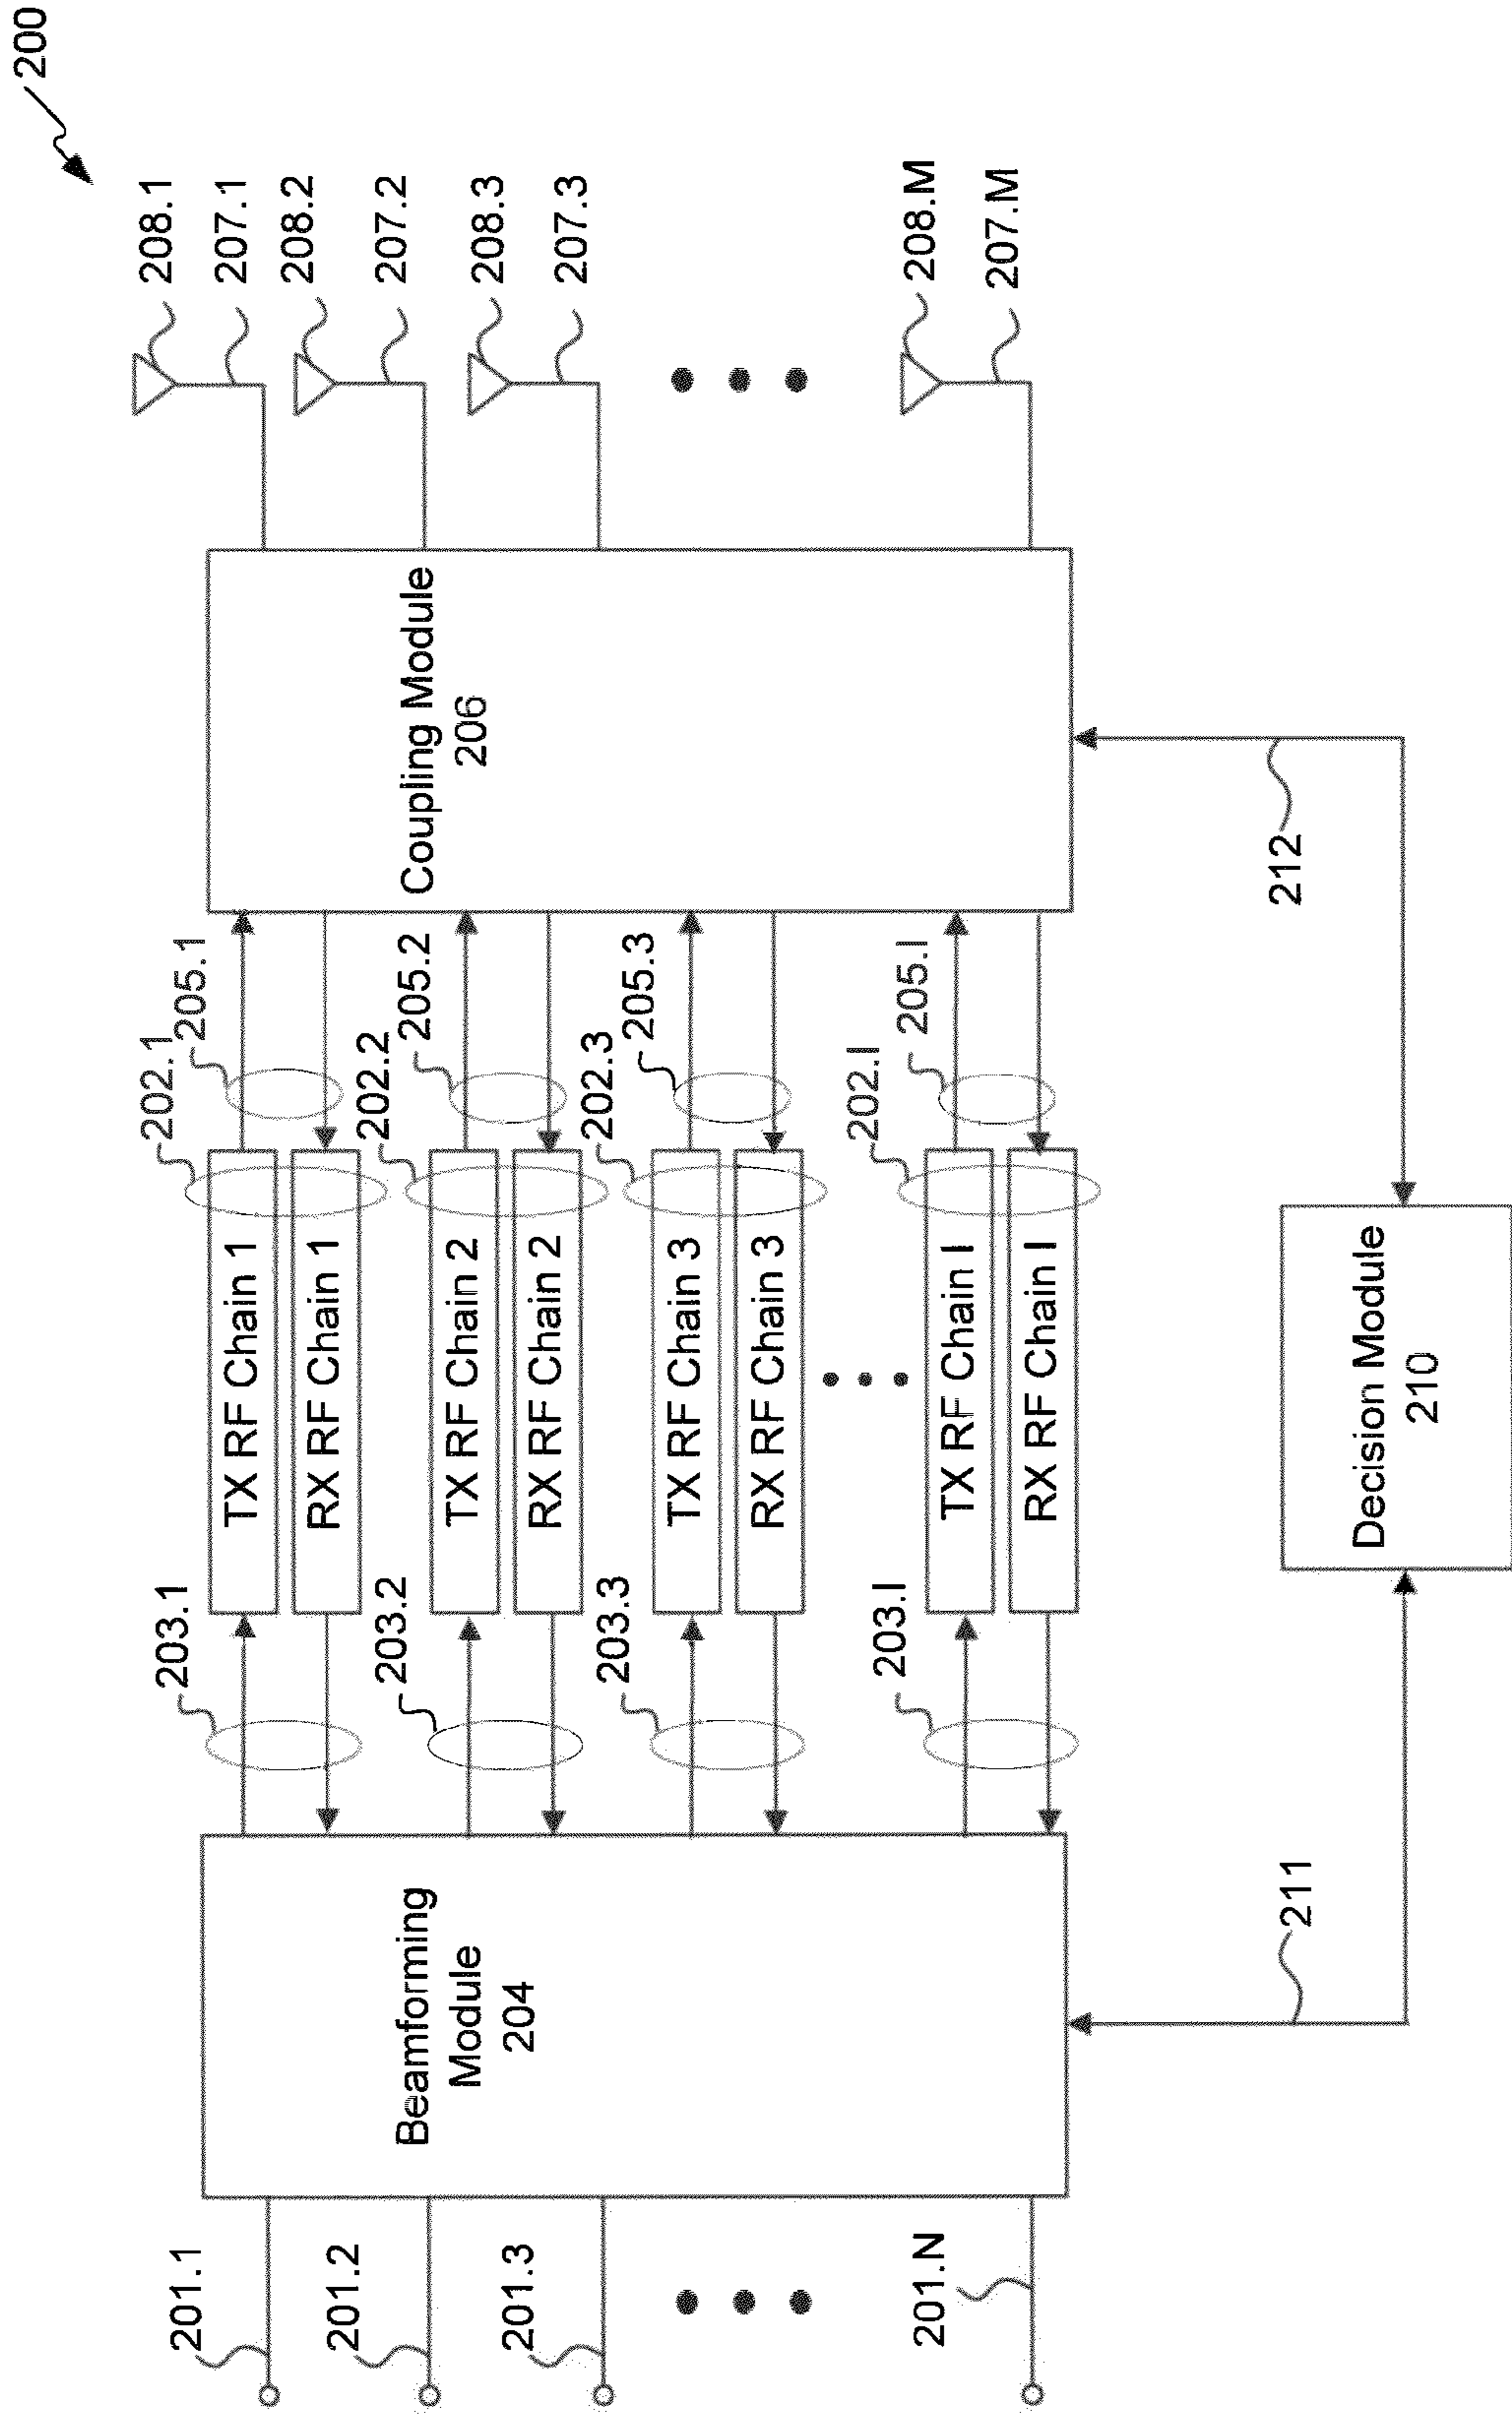 200
208.1
207.1
208.2
207.2
208.3
207.3
208.M
207.M
Coupling Module
206
202.1
205.1
202.2
205.2
202.3
205.3
202.I
205.I
TX RF Chain 1
RX RF Chain 1
TX RF Chain 2
RX RF Chain 2
TX RF Chain 3
RX RF Chain 3
TX RF Chain I
RX RF Chain I
203.1
203.2
203.3
203.I
Beamforming
Module
204
201.1
201.2
201.3
201.N
212
Decision Module
210
211